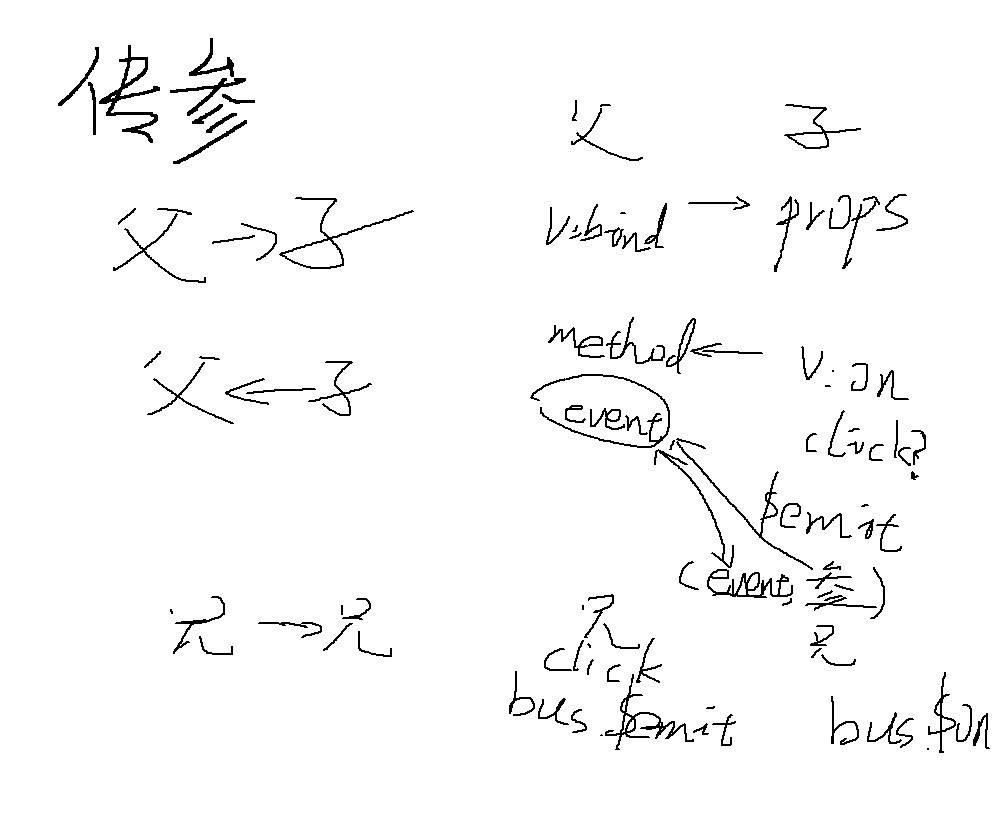 传参
父 子
父→子 v:bind → props
父←子 method ← v:on
event click?
$emit
(event, 参)
兄→兄 兄 兄
click
bus.$emit bus.$on